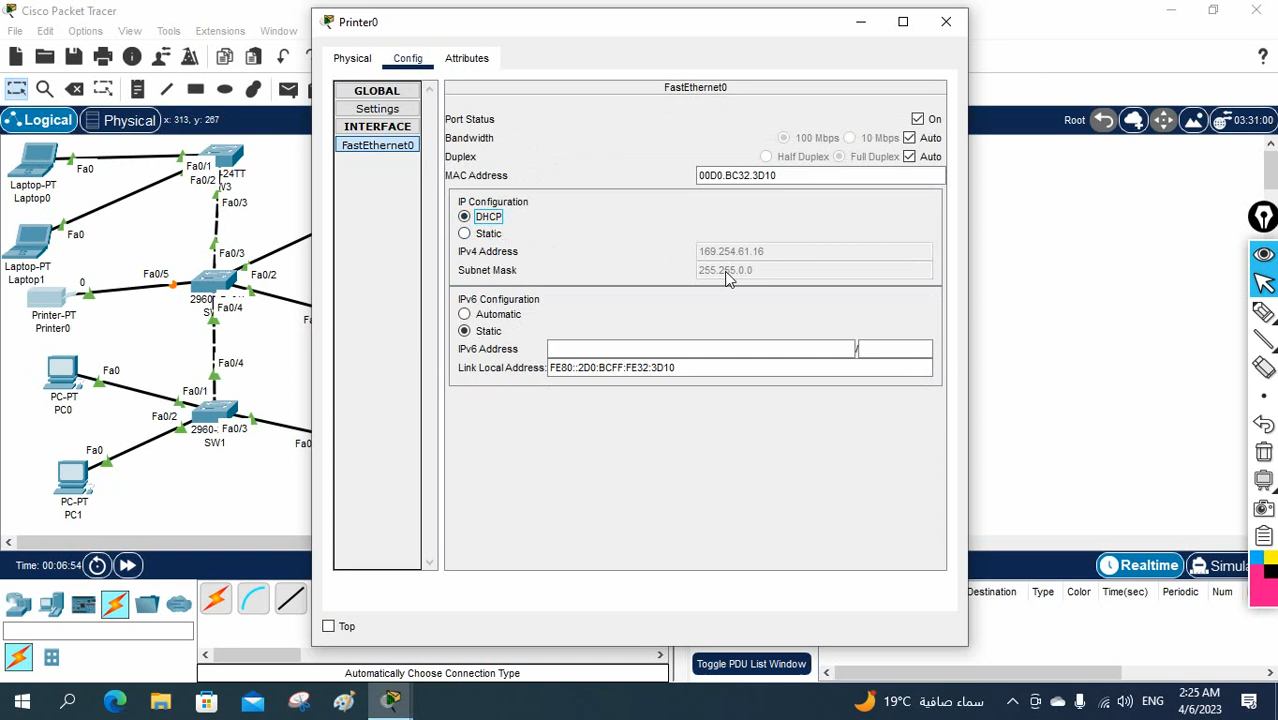 Cisco Packet Tracer
File Edit Options View Tools Extensions Window
Help
Logical
Physical
x: 313, y: 267
Root
03:31:00
Fa0
Fa0/1
Laptop-PT
Laptop0
Fa0/2
-24TT
V3
Fa0/3
Fa0
Laptop-PT
Laptop1
Fa0/3
Fa0/5
Fa0/2
0
2960-
SW
Fa0/4
Printer-PT
Printer0
Fa0/4
Fa0/1
PC-PT
PC0
Fa0/2
2960-
Fa0/3
SW1
Fa0
PC-PT
PC1
Printer0
Physical
Config
Attributes
GLOBAL
Settings
INTERFACE
FastEthernet0
FastEthernet0
Port Status
On
Bandwidth
100 Mbps
10 Mbps
Auto
Duplex
Half Duplex
Full Duplex
Auto
MAC Address
00D0.BC32.3D10
IP Configuration
DHCP
Static
IPv4 Address
169.254.61.16
Subnet Mask
255.255.0.0
IPv6 Configuration
Automatic
Static
IPv6 Address
/
Link Local Address:
FE80::2D0:BCFF:FE32:3D10
Top
Time: 00:06:54
Realtime
Simula
Destination
Type
Color
Time(sec)
Periodic
Num
Automatically Choose Connection Type
Toggle PDU List Window
19°C سماء صافية
ENG
2:25 AM
4/6/2023